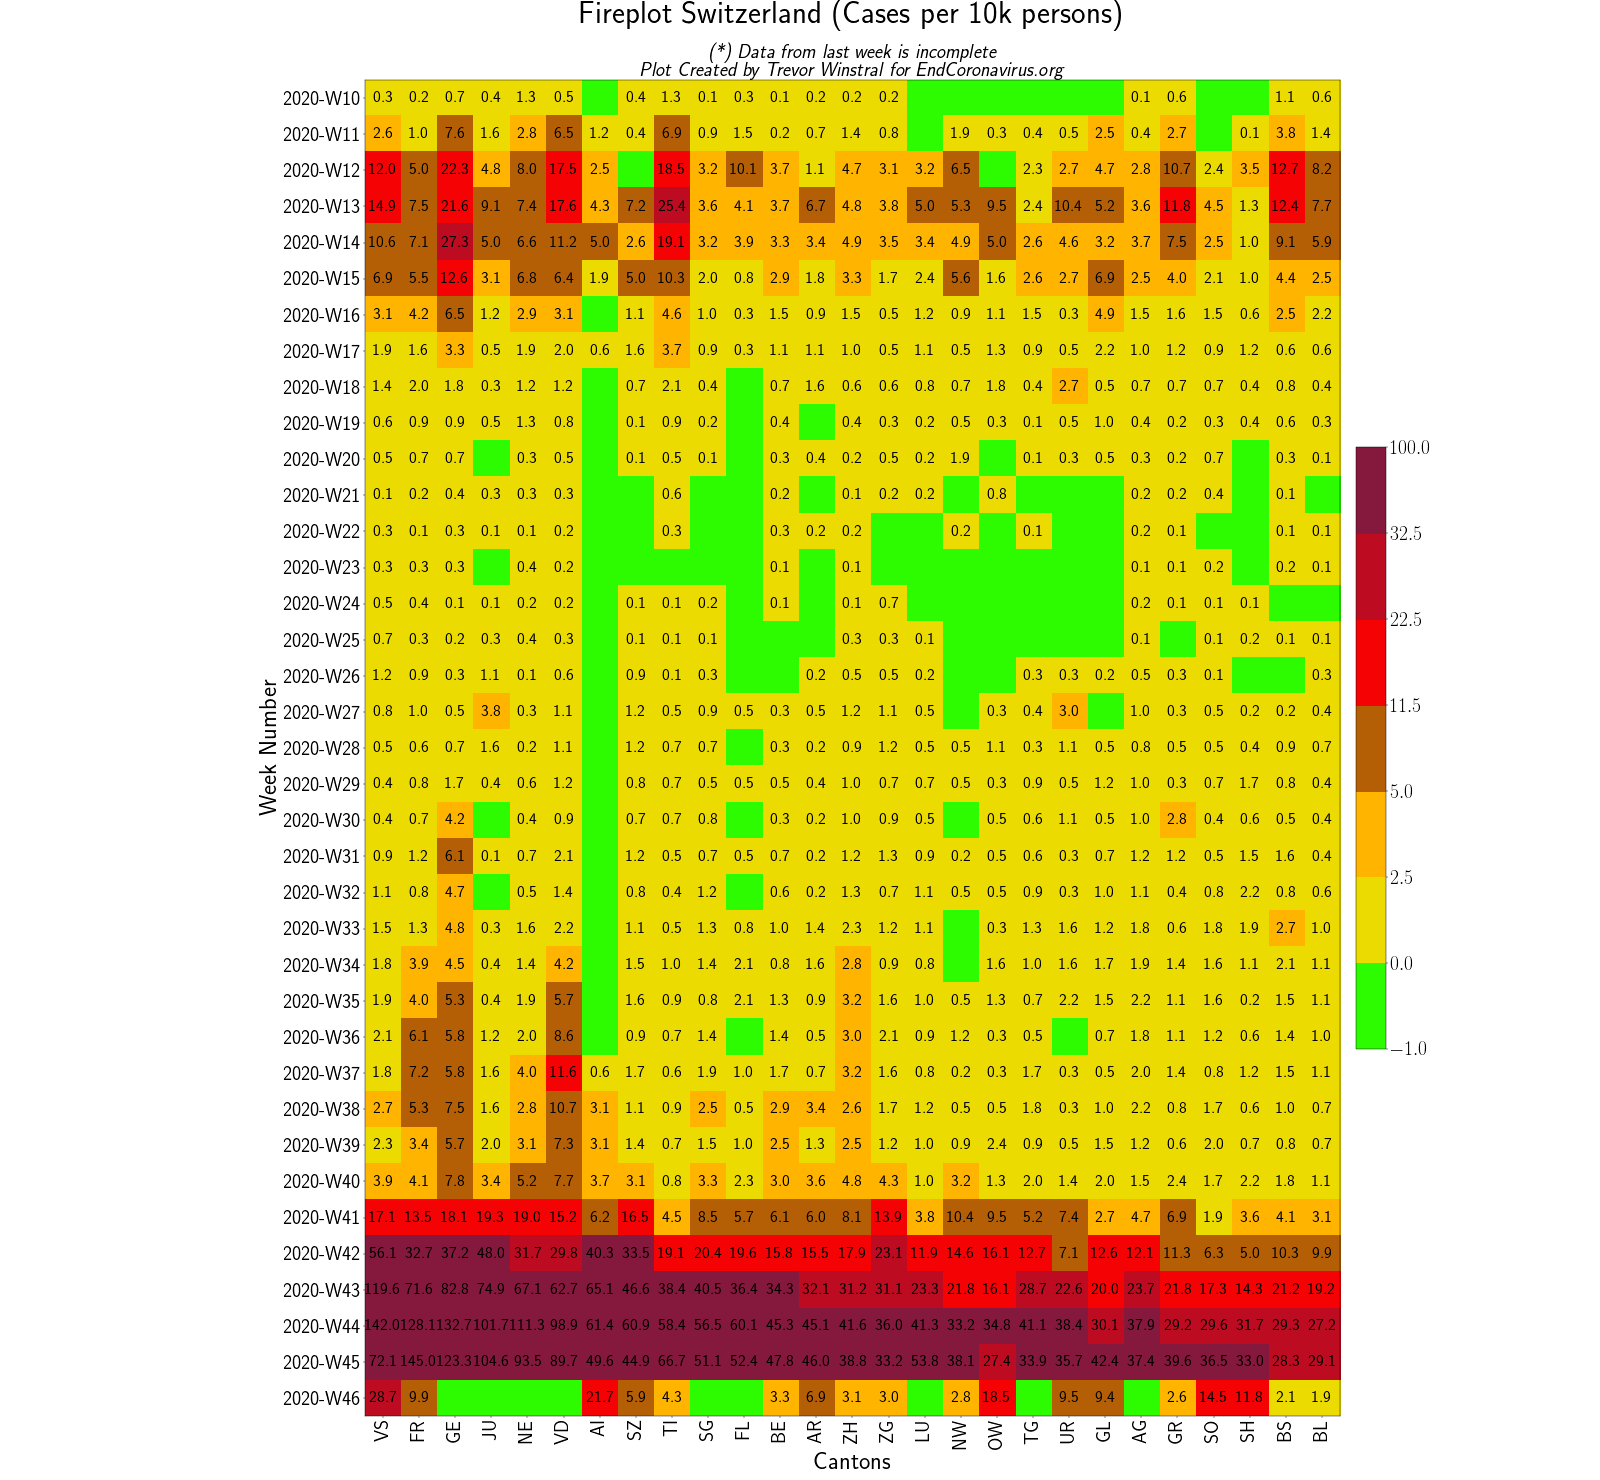 Fireplot Switzerland (Cases per 10k persons)
(*) Data from last week is incomplete
Plot Created by Trevor Winstral for EndCoronavirus.org
Week Number
2020-W10 0.3 0.2 0.7 0.4 1.3 0.5 0.4 1.3 0.1 0.3 0.1 0.2 0.2 0.2 0.1 0.6 1.1 0.6
2020-W11 2.6 1.0 7.6 1.6 2.8 6.5 1.2 0.4 6.9 0.9 1.5 0.2 0.7 1.4 0.8 1.9 0.3 0.4 0.5 2.5 0.4 2.7 0.1 3.8 1.4
2020-W12 12.0 5.0 22.3 4.8 8.0 17.5 2.5 18.5 3.2 10.1 3.7 1.1 4.7 3.1 3.2 6.5 2.3 2.7 4.7 2.8 10.7 2.4 3.5 12.7 8.2
2020-W13 14.9 7.5 21.6 9.1 7.4 17.6 4.3 7.2 25.4 3.6 4.1 3.7 6.7 4.8 3.8 5.0 5.3 9.5 2.4 10.4 5.2 3.6 11.8 4.5 1.3 12.4 7.7
2020-W14 10.6 7.1 27.3 5.0 6.6 11.2 5.0 2.6 19.1 3.2 3.9 3.3 3.4 4.9 3.5 3.4 4.9 5.0 2.6 4.6 3.2 3.7 7.5 2.5 1.0 9.1 5.9
2020-W15 6.9 5.5 12.6 3.1 6.8 6.4 1.9 5.0 10.3 2.0 0.8 2.9 1.8 3.3 1.7 2.4 5.6 1.6 2.6 2.7 6.9 2.5 4.0 2.1 1.0 4.4 2.5
2020-W16 3.1 4.2 6.5 1.2 2.9 3.1 1.1 4.6 1.0 0.3 1.5 0.9 1.5 0.5 1.2 0.9 1.1 1.5 0.3 4.9 1.5 1.6 1.5 0.6 2.5 2.2
2020-W17 1.9 1.6 3.3 0.5 1.9 2.0 0.6 1.6 3.7 0.9 0.3 1.1 1.1 1.0 0.5 1.1 0.5 1.3 0.9 0.5 2.2 1.0 1.2 0.9 1.2 0.6 0.6
2020-W18 1.4 2.0 1.8 0.3 1.2 1.2 0.7 2.1 0.4 0.7 1.6 0.6 0.6 0.8 0.7 1.8 0.4 2.7 0.5 0.7 0.7 0.7 0.4 0.8 0.4
2020-W19 0.6 0.9 0.9 0.5 1.3 0.8 0.1 0.9 0.2 0.4 0.4 0.3 0.2 0.5 0.3 0.1 0.5 1.0 0.4 0.2 0.3 0.4 0.6 0.3
2020-W20 0.5 0.7 0.7 0.3 0.5 0.1 0.5 0.1 0.3 0.4 0.2 0.5 0.2 1.9 0.1 0.3 0.5 0.3 0.2 0.7 0.3 0.1
2020-W21 0.1 0.2 0.4 0.3 0.3 0.3 0.6 0.2 0.1 0.2 0.2 0.8 0.2 0.2 0.4 0.1
2020-W22 0.3 0.1 0.3 0.1 0.1 0.2 0.3 0.3 0.2 0.2 0.2 0.1 0.2 0.1 0.1 0.1
2020-W23 0.3 0.3 0.3 0.4 0.2 0.1 0.1 0.1 0.1 0.2 0.2 0.1
2020-W24 0.5 0.4 0.1 0.1 0.2 0.2 0.1 0.1 0.2 0.1 0.1 0.7 0.2 0.1 0.1 0.1
2020-W25 0.7 0.3 0.2 0.3 0.4 0.3 0.1 0.1 0.1 0.3 0.3 0.1 0.1 0.1 0.2 0.1 0.1
2020-W26 1.2 0.9 0.3 1.1 0.1 0.6 0.9 0.1 0.3 0.2 0.5 0.5 0.2 0.3 0.3 0.2 0.5 0.3 0.1 0.3
2020-W27 0.8 1.0 0.5 3.8 0.3 1.1 1.2 0.5 0.9 0.5 0.3 0.5 1.2 1.1 0.5 0.3 0.4 3.0 1.0 0.3 0.5 0.2 0.2 0.4
2020-W28 0.5 0.6 0.7 1.6 0.2 1.1 1.2 0.7 0.7 0.3 0.2 0.9 1.2 0.5 0.5 1.1 0.3 1.1 0.5 0.8 0.5 0.5 0.4 0.9 0.7
2020-W29 0.4 0.8 1.7 0.4 0.6 1.2 0.8 0.7 0.5 0.5 0.5 0.4 1.0 0.7 0.7 0.5 0.3 0.9 0.5 1.2 1.0 0.3 0.7 1.7 0.8 0.4
2020-W30 0.4 0.7 4.2 0.4 0.9 0.7 0.7 0.8 0.3 0.2 1.0 0.9 0.5 0.5 0.6 1.1 0.5 1.0 2.8 0.4 0.6 0.5 0.4
2020-W31 0.9 1.2 6.1 0.1 0.7 2.1 1.2 0.5 0.7 0.5 0.7 0.2 1.2 1.3 0.9 0.2 0.5 0.6 0.3 0.7 1.2 1.2 0.5 1.5 1.6 0.4
2020-W32 1.1 0.8 4.7 0.5 1.4 0.8 0.4 1.2 0.6 0.2 1.3 0.7 1.1 0.5 0.5 0.9 0.3 1.0 1.1 0.4 0.8 2.2 0.8 0.6
2020-W33 1.5 1.3 4.8 0.3 1.6 2.2 1.1 0.5 1.3 0.8 1.0 1.4 2.3 1.2 1.1 0.3 1.3 1.6 1.2 1.8 0.6 1.8 1.9 2.7 1.0
2020-W34 1.8 3.9 4.5 0.4 1.4 4.2 1.5 1.0 1.4 2.1 0.8 1.6 2.8 0.9 0.8 1.6 1.0 1.6 1.7 1.9 1.4 1.6 1.1 2.1 1.1
2020-W35 1.9 4.0 5.3 0.4 1.9 5.7 1.6 0.9 0.8 2.1 1.3 0.9 3.2 1.6 1.0 0.5 1.3 0.7 2.2 1.5 2.2 1.1 1.6 0.2 1.5 1.1
2020-W36 2.1 6.1 5.8 1.2 2.0 8.6 0.9 0.7 1.4 1.4 0.5 3.0 2.1 0.9 1.2 0.3 0.5 0.7 1.8 1.1 1.2 0.6 1.4 1.0
2020-W37 1.8 7.2 5.8 1.6 4.0 11.6 0.6 1.7 0.6 1.9 1.0 1.7 0.7 3.2 1.6 0.8 0.2 0.3 1.7 0.3 0.5 2.0 1.4 0.8 1.2 1.5 1.1
2020-W38 2.7 5.3 7.5 1.6 2.8 10.7 3.1 1.1 0.9 2.5 0.5 2.9 3.4 2.6 1.7 1.2 0.5 0.5 1.8 0.3 1.0 2.2 0.8 1.7 0.6 1.0 0.7
2020-W39 2.3 3.4 5.7 2.0 3.1 7.3 3.1 1.4 0.7 1.5 1.0 2.5 1.3 2.5 1.2 1.0 0.9 2.4 0.9 0.5 1.5 1.2 0.6 2.0 0.7 0.8 0.7
2020-W40 3.9 4.1 7.8 3.4 5.2 7.7 3.7 3.1 0.8 3.3 2.3 3.0 3.6 4.8 4.3 1.0 3.2 1.3 2.0 1.4 2.0 1.5 2.4 1.7 2.2 1.8 1.1
2020-W41 17.1 13.5 18.1 19.3 19.0 15.2 6.2 16.5 4.5 8.5 5.7 6.1 6.0 8.1 13.9 3.8 10.4 9.5 5.2 7.4 2.7 4.7 6.9 1.9 3.6 4.1 3.1
2020-W42 56.1 32.7 37.2 48.0 31.7 29.8 40.3 33.5 19.1 20.4 19.6 15.8 15.5 17.9 23.1 11.9 14.6 16.1 12.7 7.1 12.6 12.1 11.3 6.3 5.0 10.3 9.9
2020-W43 119.6 71.6 82.8 74.9 67.1 62.7 65.1 46.6 38.4 40.5 36.4 34.3 32.1 31.2 31.1 23.3 21.8 16.1 28.7 22.6 20.0 23.7 21.8 17.3 14.3 21.2 19.2
2020-W44 142.0 128.1 132.7 101.7 111.3 98.9 61.4 60.9 58.4 56.5 60.1 45.3 45.1 41.6 36.0 41.3 33.2 34.8 41.1 38.4 30.1 37.9 29.2 29.6 31.7 29.3 27.2
2020-W45 72.1 145.0 123.3 104.6 93.5 89.7 49.6 44.9 66.7 51.1 52.4 47.8 46.0 38.8 33.2 53.8 38.1 27.4 33.9 35.7 42.4 37.4 39.6 36.5 33.0 28.3 29.1
2020-W46 28.7 9.9 21.7 5.9 4.3 3.3 6.9 3.1 3.0 2.8 18.5 9.5 9.4 2.6 14.5 11.8 2.1 1.9
VS FR GE JU NE VD AI SZ TI SG FL BE AR ZH ZG LU NW OW TG UR GL AG GR SO SH BS BL
Cantons
100.0
32.5
22.5
11.5
5.0
2.5
0.0
−1.0